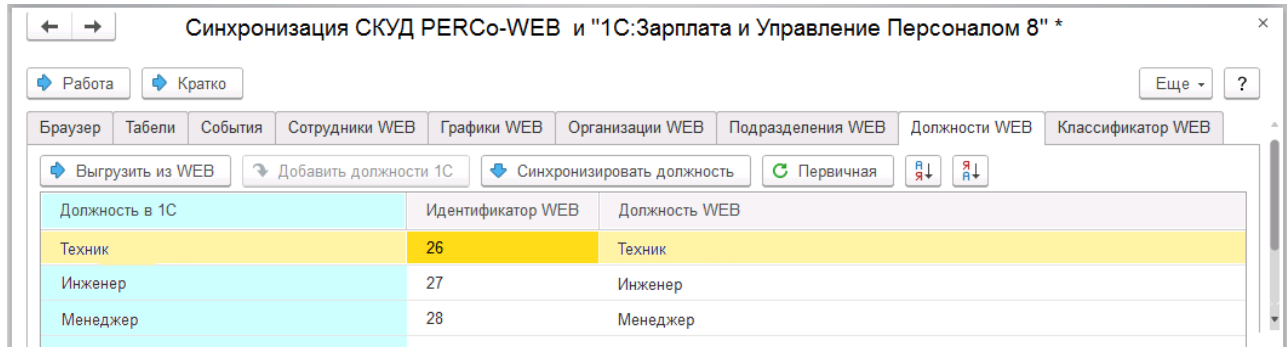 Синхронизация СКУД PERCo-WEB и "1С:Зарплата и Управление Персоналом 8" *
Работа Кратко Еще ?
Браузер Табели События Сотрудники WEB Графики WEB Организации WEB Подразделения WEB Должности WEB Классификатор WEB
Выгрузить из WEB Добавить должности 1С Синхронизировать должность Первичная А Я Я А
Должность в 1С Идентификатор WEB Должность WEB
Техник 26 Техник
Инженер 27 Инженер
Менеджер 28 Менеджер